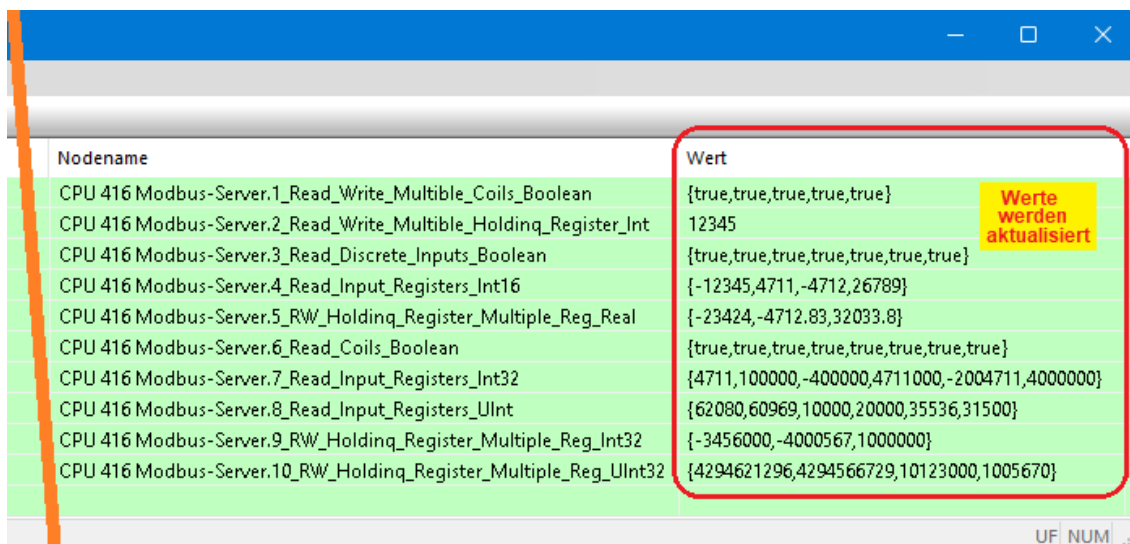 Nodename Wert
CPU 416 Modbus-Server.1_Read_Write_Multible_Coils_Boolean {true,true,true,true,true}
CPU 416 Modbus-Server.2_Read_Write_Multible_Holding_Register_Int 12345
CPU 416 Modbus-Server.3_Read_Discrete_Inputs_Boolean {true,true,true,true,true,true,true}
CPU 416 Modbus-Server.4_Read_Input_Registers_Int16 {-12345,4711,-4712,26789}
CPU 416 Modbus-Server.5_RW_Holding_Register_Multiple_Reg_Real {-23424,-4712.83,32033.8}
CPU 416 Modbus-Server.6_Read_Coils_Boolean {true,true,true,true,true,true,true,true}
CPU 416 Modbus-Server.7_Read_Input_Registers_Int32 {4711,100000,-400000,4711000,-2004711,4000000}
CPU 416 Modbus-Server.8_Read_Input_Registers_UInt {62080,60969,10000,20000,35536,31500}
CPU 416 Modbus-Server.9_RW_Holding_Register_Multiple_Reg_Int32 {-3456000,-4000567,1000000}
CPU 416 Modbus-Server.10_RW_Holding_Register_Multiple_Reg_UInt32 {4294621296,4294566729,10123000,1005670}
Werte
werden
aktualisiert
UF NUM